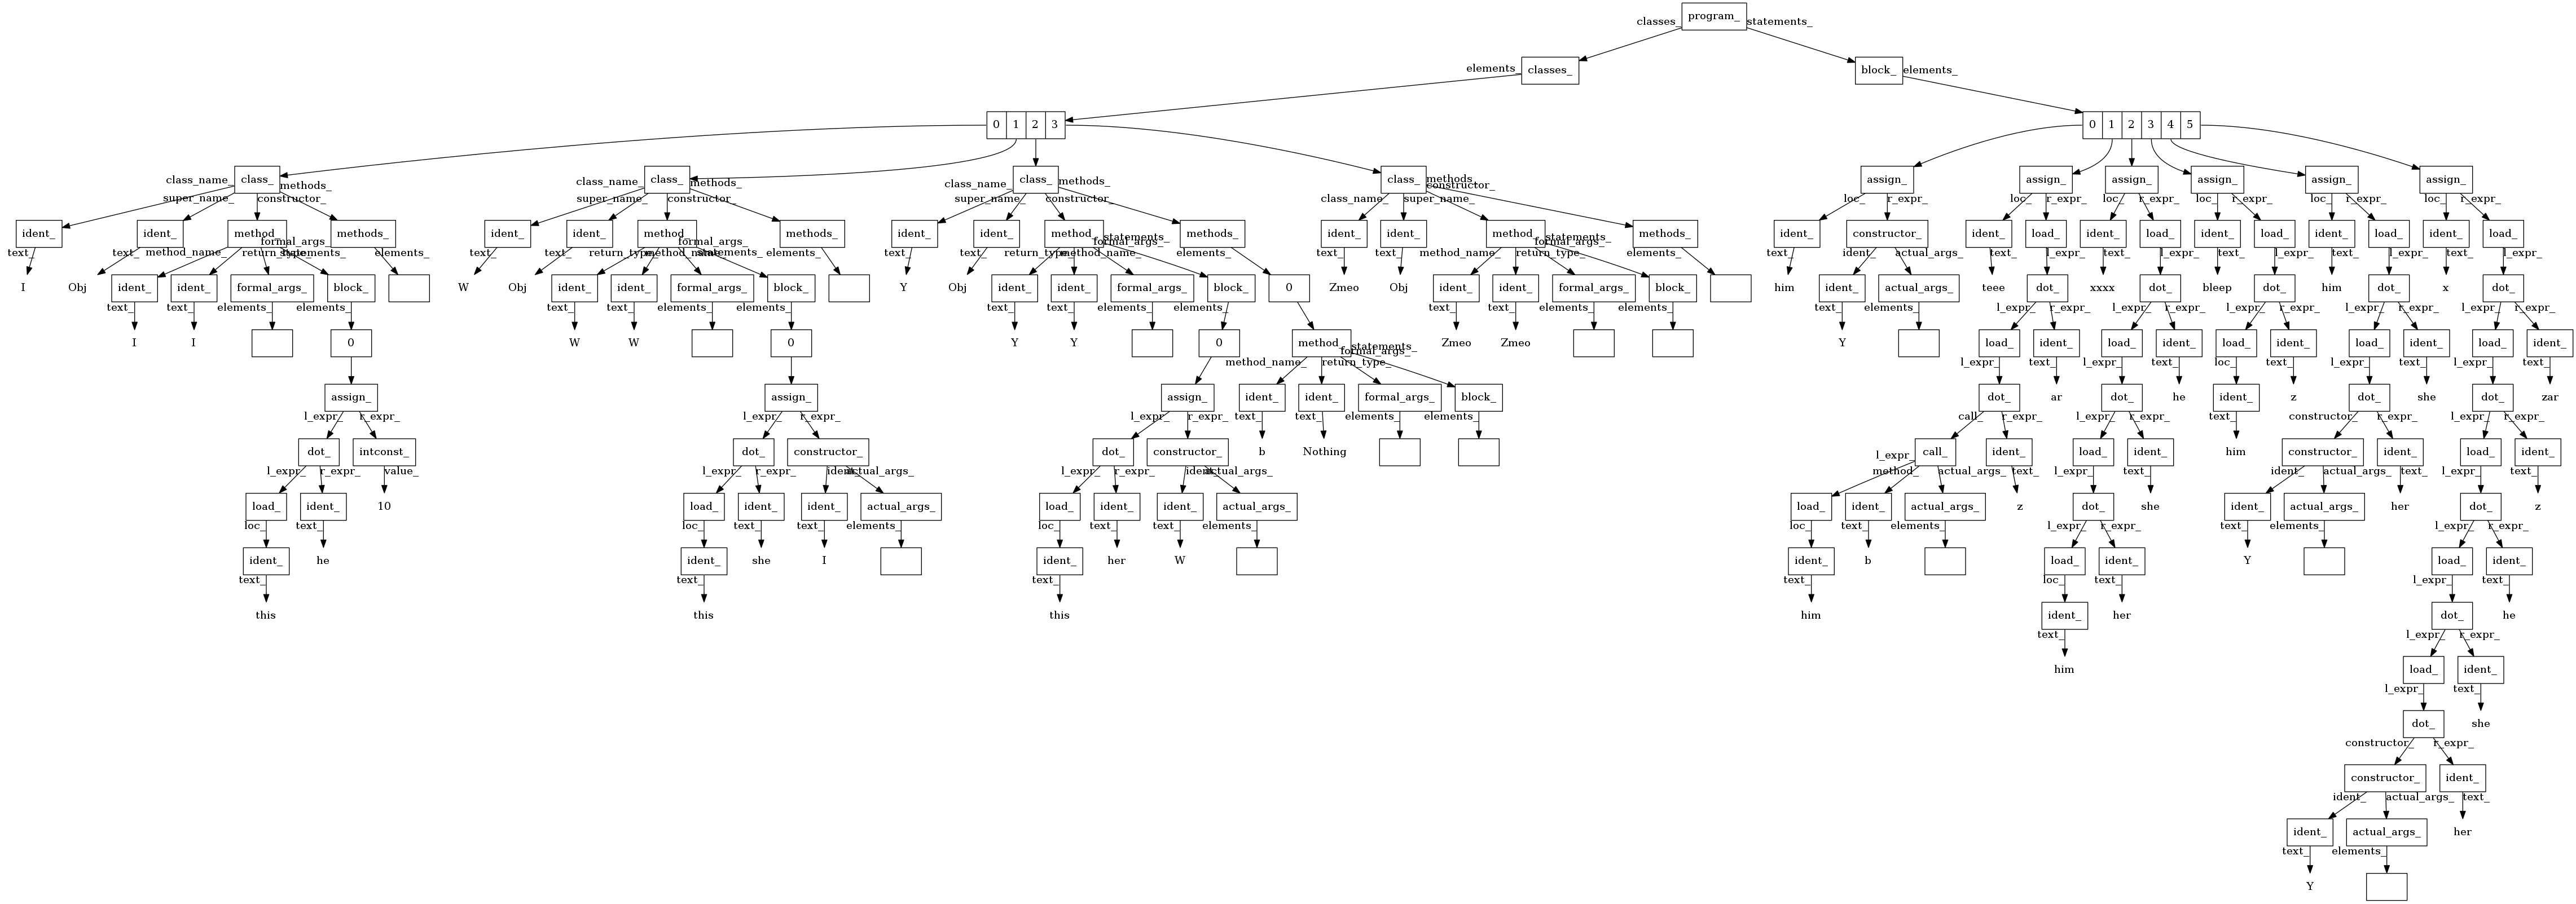 program_
classes_ statements_
classes_ block_
elements_ elements_
0 1 2 3 0 1 2 3 4 5
class_ class_ class_ class_ assign_ assign_ assign_ assign_ assign_ assign_
class_name_ super_name_ constructor_ methods_ class_name_ super_name_ constructor_ methods_ class_name_ super_name_ constructor_ methods_ class_name_ super_name_ constructor_ methods_ loc_ r_expr_ loc_ r_expr_ loc_ r_expr_ loc_ r_expr_ loc_ r_expr_ loc_ r_expr_
ident_ ident_ method_ methods_ ident_ ident_ method_ methods_ ident_ ident_ method_ methods_ ident_ ident_ method_ methods_ ident_ constructor_ ident_ load_ ident_ load_ ident_ load_ ident_ load_ ident_ load_
text_ text_ method_name_ return_type_ formal_args_ statements_ elements_ text_ text_ return_type_ method_name_ formal_args_ statements_ elements_ text_ text_ return_type_ method_name_ formal_args_ statements_ elements_ text_ text_ method_name_ return_type_ formal_args_ statements_ elements_ text_ ident_ actual_args_ text_ l_expr_ text_ l_expr_ text_ l_expr_ text_ l_expr_ text_ l_expr_
I Obj ident_ ident_ formal_args_ block_ W Obj ident_ ident_ formal_args_ block_ Y Obj ident_ ident_ formal_args_ block_ 0 Zmeo Obj ident_ ident_ formal_args_ block_ him ident_ actual_args_ teee dot_ xxxx dot_ bleep dot_ him dot_ x dot_
text_ text_ elements_ elements_ text_ text_ elements_ elements_ text_ text_ elements_ elements_ text_ text_ elements_ elements_ text_ elements_ l_expr_ r_expr_ l_expr_ r_expr_ l_expr_ r_expr_ l_expr_ r_expr_ l_expr_ r_expr_
I I 0 W W 0 Y Y 0 method_ Zmeo Zmeo Y load_ ident_ load_ ident_ load_ ident_ load_ ident_ load_ ident_
method_name_ return_type_ formal_args_ statements_ l_expr_ text_ l_expr_ text_ loc_ text_ l_expr_ text_ l_expr_ text_
assign_ assign_ assign_ ident_ ident_ formal_args_ block_ dot_ ar dot_ he ident_ z dot_ she dot_ zar
l_expr_ r_expr_ l_expr_ r_expr_ l_expr_ r_expr_ text_ text_ elements_ elements_ call_ r_expr_ l_expr_ r_expr_ text_ constructor_ r_expr_ l_expr_ r_expr_
dot_ intconst_ dot_ constructor_ dot_ constructor_ b Nothing call_ ident_ load_ ident_ him constructor_ ident_ load_ ident_
l_expr_ r_expr_ value_ l_expr_ r_expr_ ident_ actual_args_ l_expr_ r_expr_ ident_ actual_args_ l_expr_ method_ actual_args_ text_ l_expr_ text_ ident_ actual_args_ text_ l_expr_ text_
load_ ident_ 10 load_ ident_ ident_ actual_args_ load_ ident_ ident_ actual_args_ load_ ident_ actual_args_ z dot_ she ident_ actual_args_ her dot_ z
loc_ text_ loc_ text_ text_ elements_ loc_ text_ text_ elements_ loc_ text_ elements_ l_expr_ r_expr_ text_ elements_ l_expr_ r_expr_
ident_ he ident_ she I ident_ her W ident_ b load_ ident_ Y load_ ident_
text_ text_ text_ text_ loc_ text_ l_expr_ text_
this this this him ident_ her dot_ he
text_ l_expr_ r_expr_
him load_ ident_
l_expr_ text_
dot_ she
constructor_ r_expr_
constructor_ ident_
ident_ actual_args_ text_
ident_ actual_args_ her
text_ elements_
Y